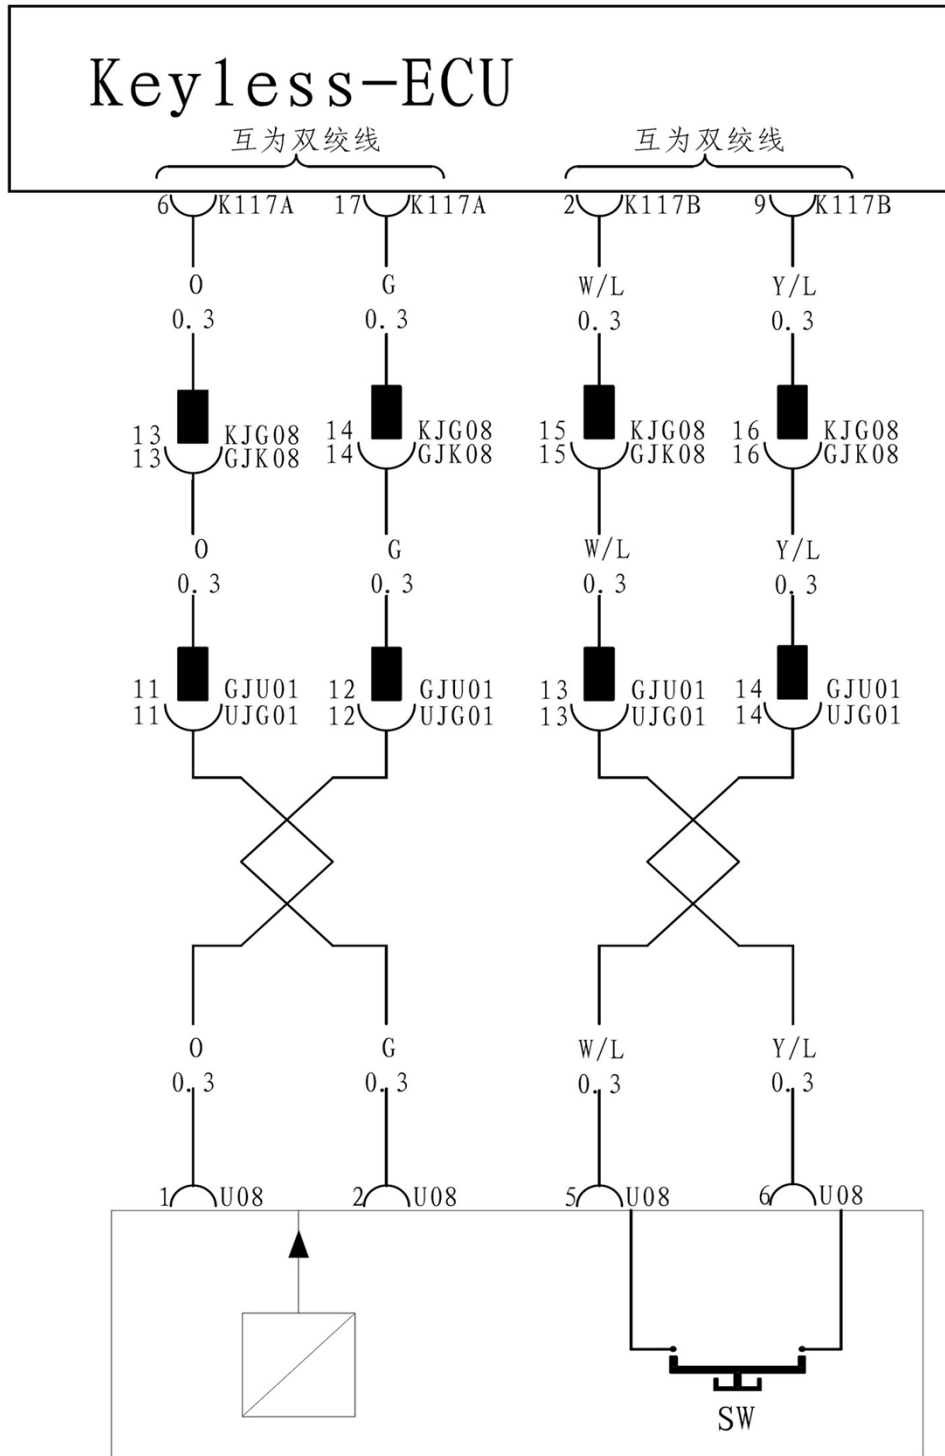 Keyless-ECU
互为双绞线 互为双绞线
6 K117A 17 K117A 2 K117B 9 K117B
O G W/L Y/L
0.3 0.3 0.3 0.3
13 KJG08 14 KJG08 15 KJG08 16 KJG08
13 GJK08 14 GJK08 15 GJK08 16 GJK08
O G W/L Y/L
0.3 0.3 0.3 0.3
11 GJU01 12 GJU01 13 GJU01 14 GJU01
11 UJG01 12 UJG01 13 UJG01 14 UJG01
O G W/L Y/L
0.3 0.3 0.3 0.3
1 U08 2 U08 5 U08 6 U08
SW